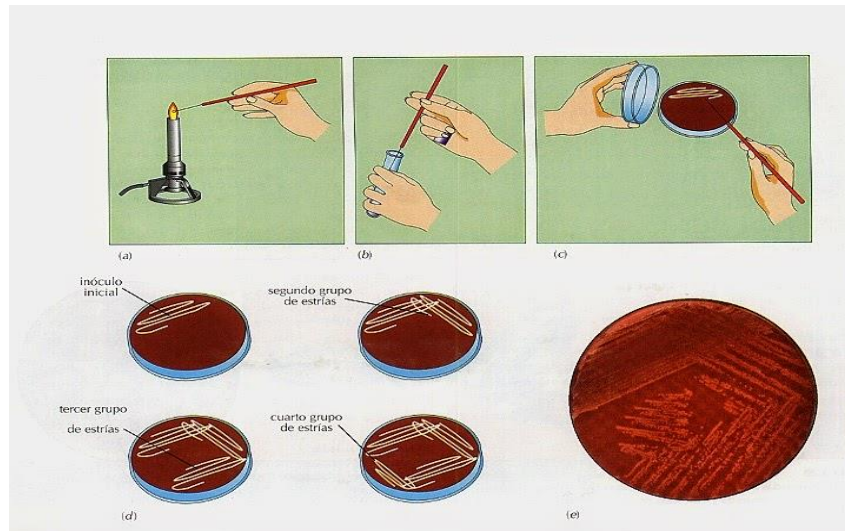 (a)
(b)
(c)
inóculo
inicial
segundo grupo
de estrías
tercer grupo
de estrías
cuarto grupo
de estrías
(d)
(e)